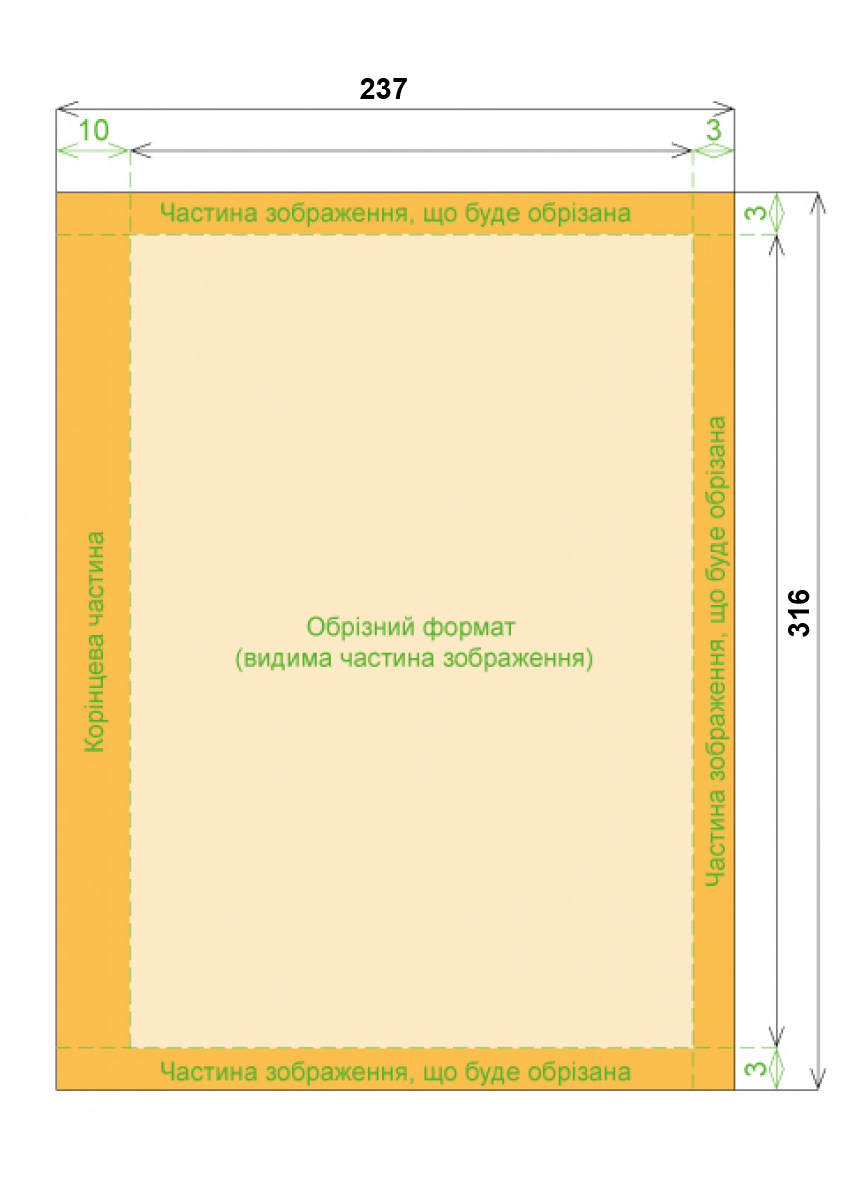 237
10
3
Частина зображення, що буде обрізана
3
Корінцева частина
Обрізний формат
(видима частина зображення)
Частина зображення, що буде обрізана
316
Частина зображення, що буде обрізана
3